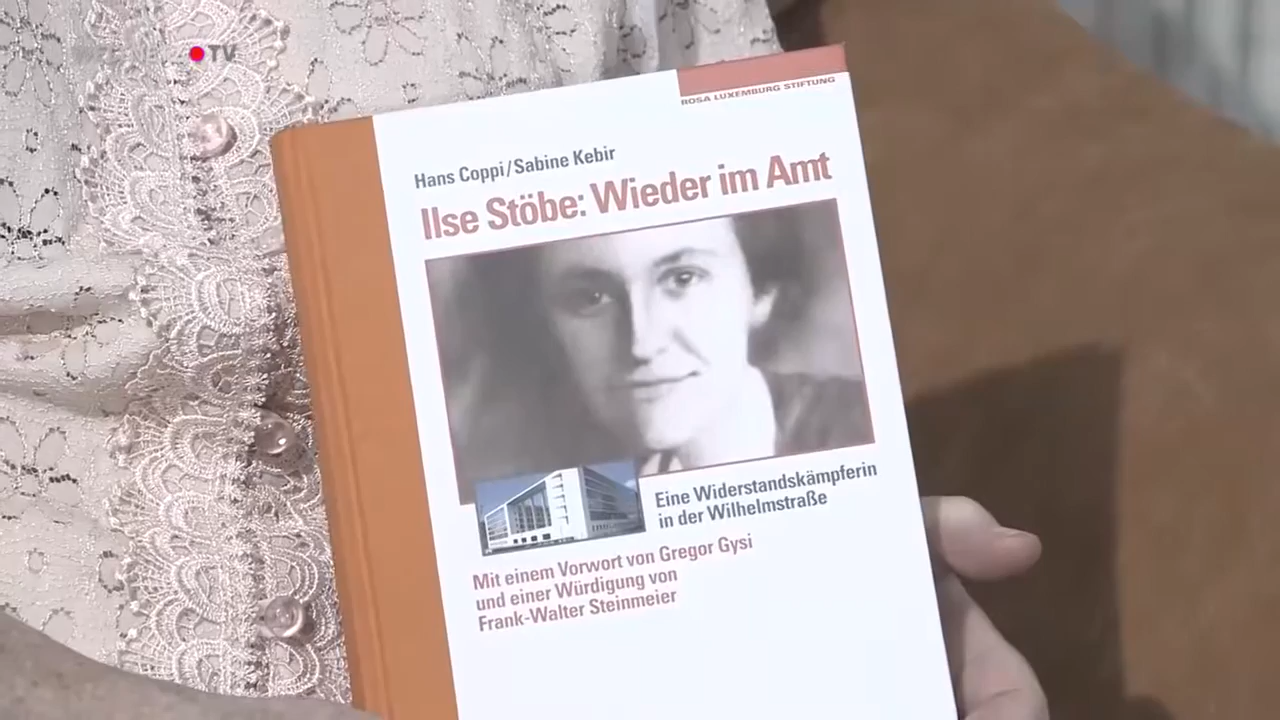 TV
ROSA LUXEMBURG STIFTUNG
Hans Coppi/Sabine Kebir
Ilse Stöbe: Wieder im Amt
Eine Widerstandskämpferin
in der Wilhelmstraße
Mit einem Vorwort von Gregor Gysi
und einer Würdigung von
Frank-Walter Steinmeier